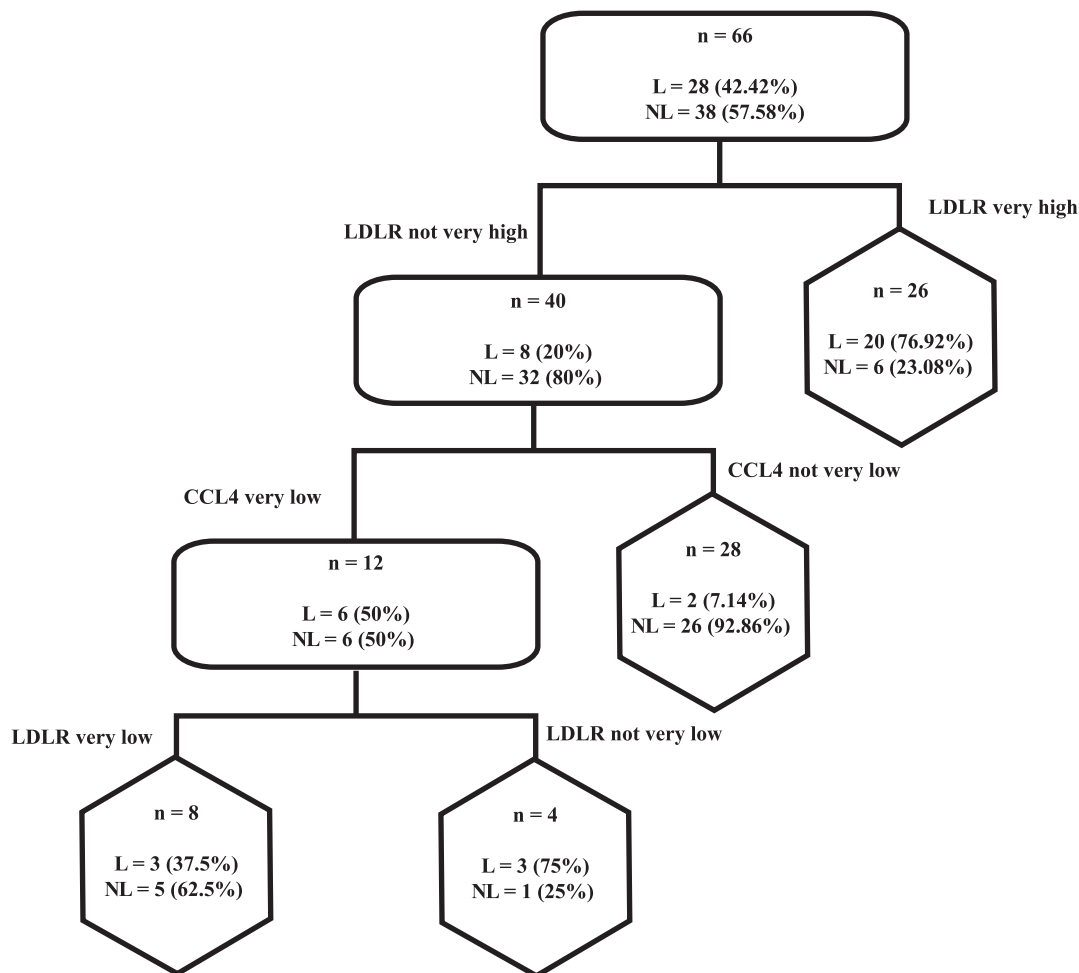 n = 66
L = 28 (42.42%)
NL = 38 (57.58%)
LDLR not very high
LDLR very high
n = 40
L = 8 (20%)
NL = 32 (80%)
n = 26
L = 20 (76.92%)
NL = 6 (23.08%)
CCL4 very low
CCL4 not very low
n = 12
L = 6 (50%)
NL = 6 (50%)
n = 28
L = 2 (7.14%)
NL = 26 (92.86%)
LDLR very low
LDLR not very low
n = 8
L = 3 (37.5%)
NL = 5 (62.5%)
n = 4
L = 3 (75%)
NL = 1 (25%)